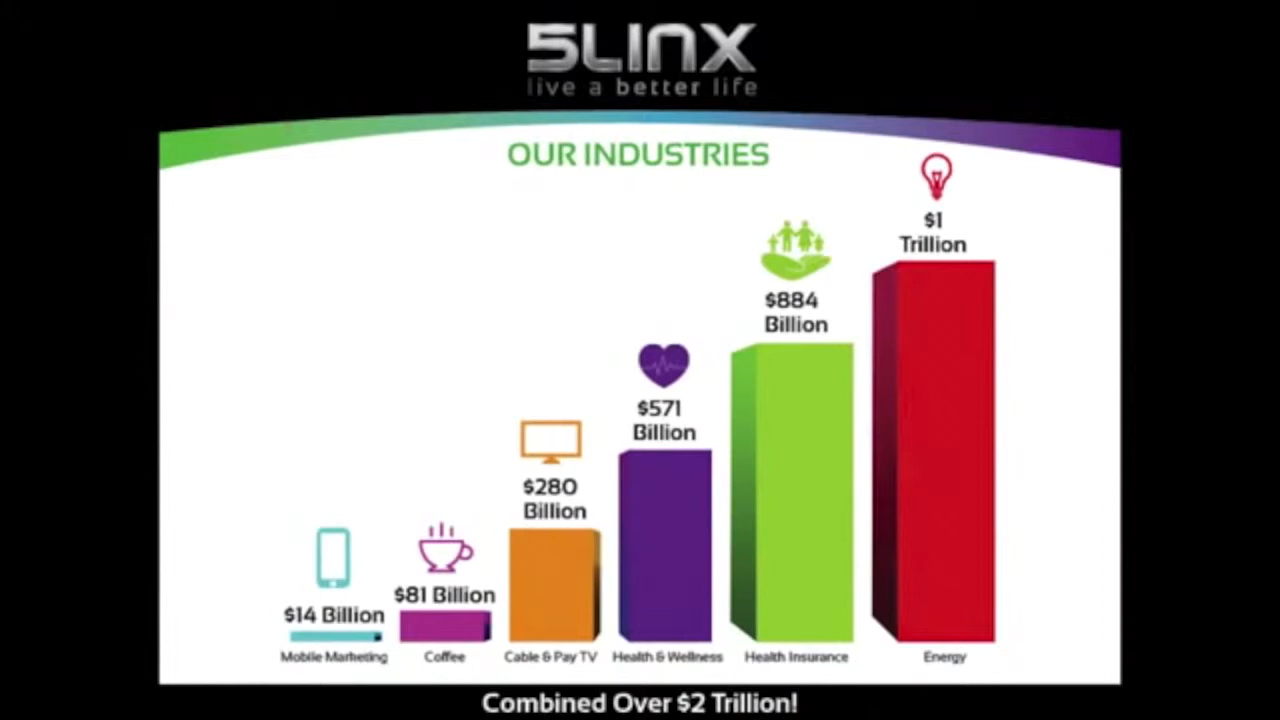 5LINX
live a better life
OUR INDUSTRIES
$1
Trillion
$884
Billion
$571
Billion
$280
Billion
$81 Billion
$14 Billion
Mobile Marketing
Coffee
Cable & Pay TV
Health & Wellness
Health Insurance
Energy
Combined Over $2 Trillion!